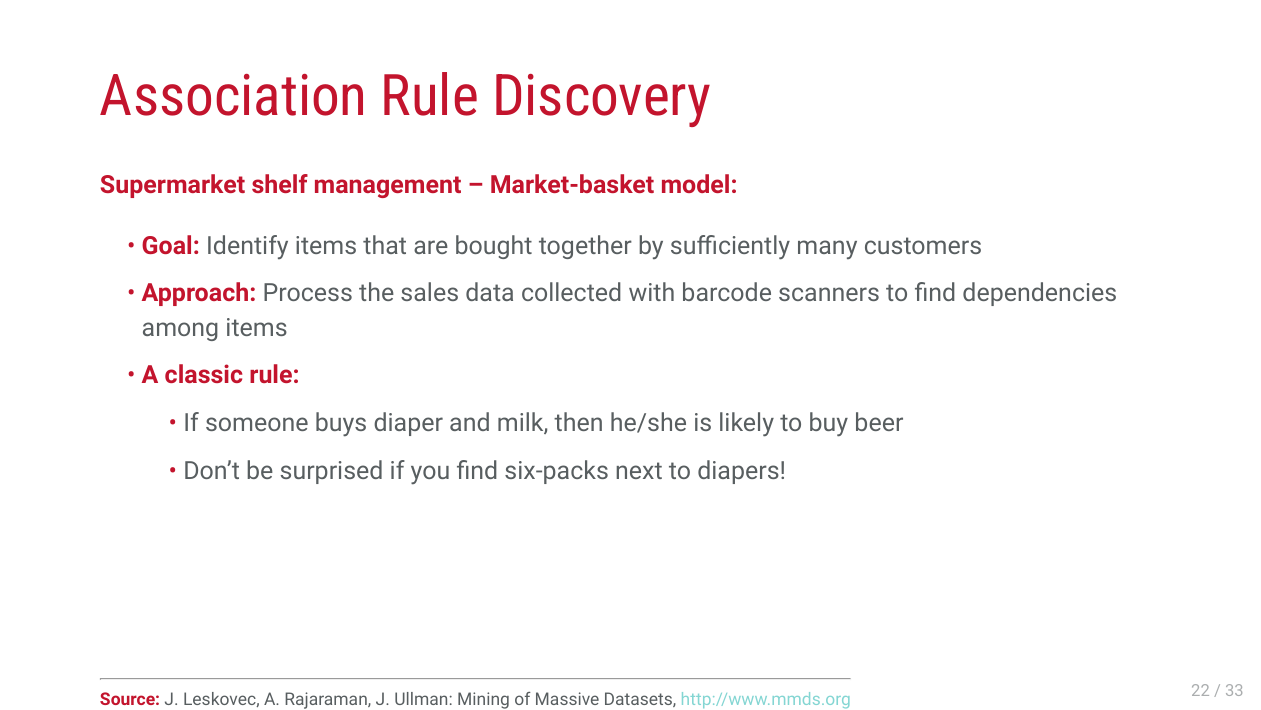 Association Rule Discovery
Supermarket shelf management – Market-basket model:
• Goal: Identify items that are bought together by sufficiently many customers
• Approach: Process the sales data collected with barcode scanners to find dependencies
among items
• A classic rule:
• If someone buys diaper and milk, then he/she is likely to buy beer
• Don’t be surprised if you find six-packs next to diapers!
Source: J. Leskovec, A. Rajaraman, J. Ullman: Mining of Massive Datasets, http://www.mmds.org
22 / 33